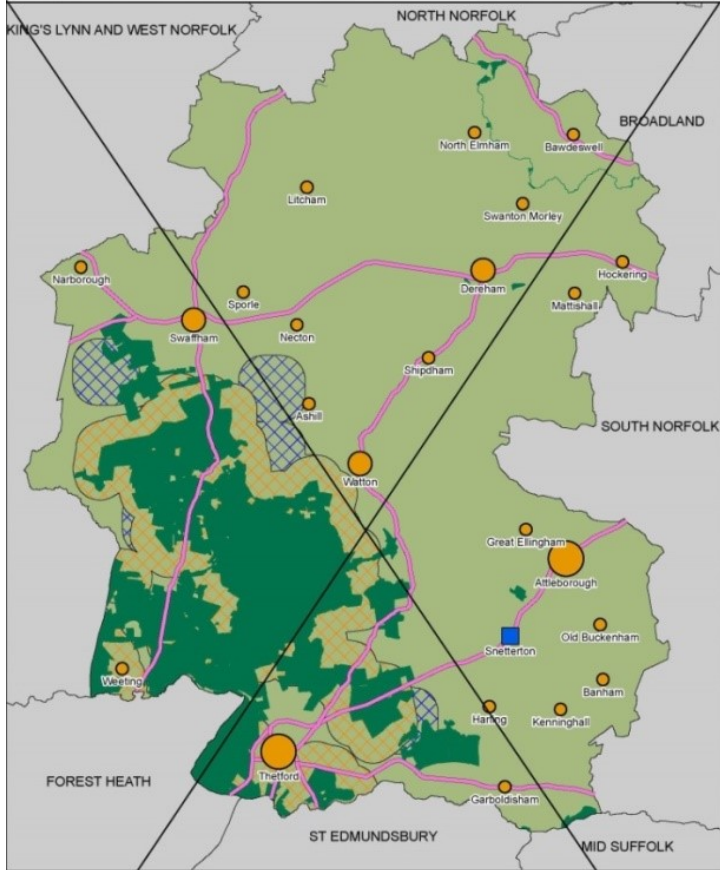 NORTH NORFOLK
KING'S LYNN AND WEST NORFOLK
BROADLAND
North Elmham
Bawdeswell
Litcham
Swanton Morley
Narborough
Hockering
Dereham
Mattishall
Sporle
Swaffham
Necton
Shipdham
Ashill
SOUTH NORFOLK
Watton
Great Ellingham
Attleborough
Old Buckenham
Snetterton
Weeting
Banham
Harling
Kenninghall
FOREST HEATH
Thetford
Garboldisham
ST EDMUNDSBURY
MID SUFFOLK